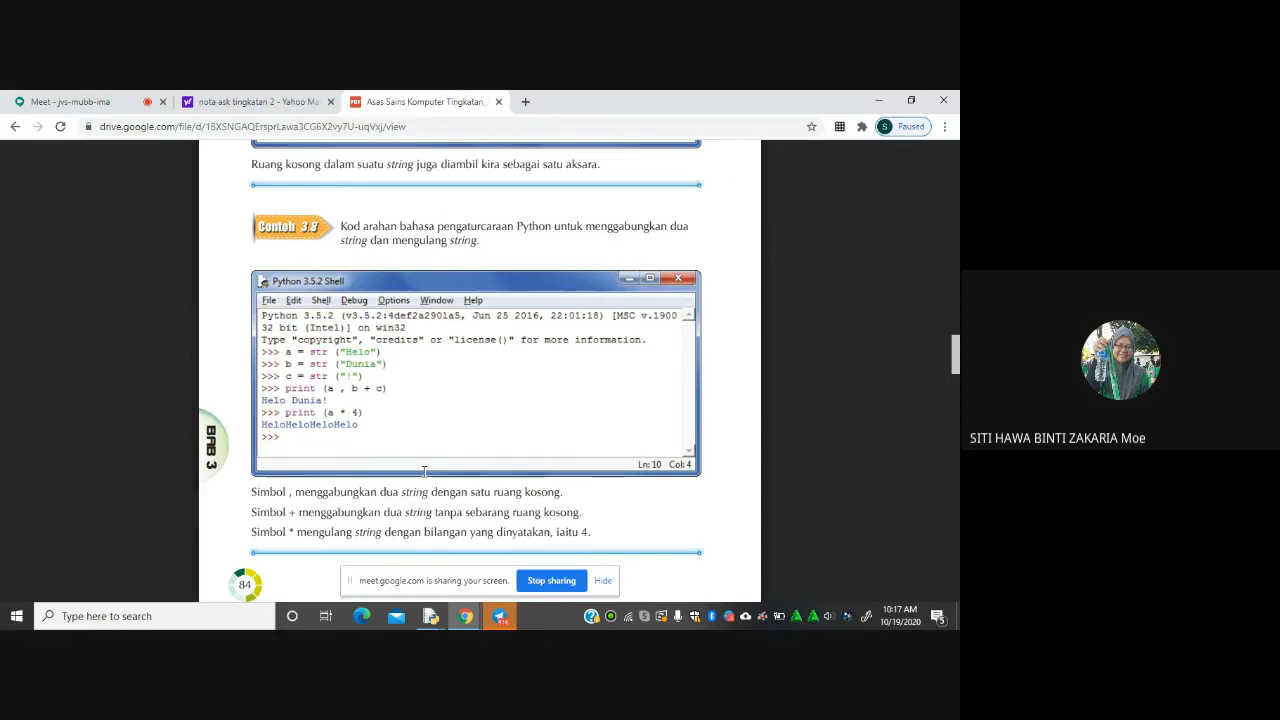 Meet - jvs-mubb-ima
nota ask tingkatan 2 - Yahoo Ma
Asas Sains Komputer Tingkatan_
drive.google.com/file/d/18XSNGAQErsprLawa3CG6X2vy7U-uqVxj/view
S
Paused
Ruang kosong dalam suatu string juga diambil kira sebagai satu aksara.
Contoh 3.8
Kod arahan bahasa pengaturcaraan Python untuk menggabungkan dua
string dan mengulang string.
Python 3.5.2 Shell
File Edit Shell Debug Options Window Help
Python 3.5.2 (v3.5.2:4def2a2901a5, Jun 25 2016, 22:01:18) [MSC v.1900
32 bit (Intel)] on win32
Type "copyright", "credits" or "license()" for more information.
>>> a = str ("Helo")
>>> b = str ("Dunia")
>>> c = str ("!")
>>> print (a , b + c)
Helo Dunia!
>>> print (a * 4)
HeloHeloHeloHelo
>>>
Ln: 10 Col: 4
BAB 3
Simbol , menggabungkan dua string dengan satu ruang kosong.
Simbol + menggabungkan dua string tanpa sebarang ruang kosong.
Simbol * mengulang string dengan bilangan yang dinyatakan, iaitu 4.
84
meet.google.com is sharing your screen.
Stop sharing
Hide
Type here to search
10:17 AM
10/19/2020
5
SITI HAWA BINTI ZAKARIA Moe